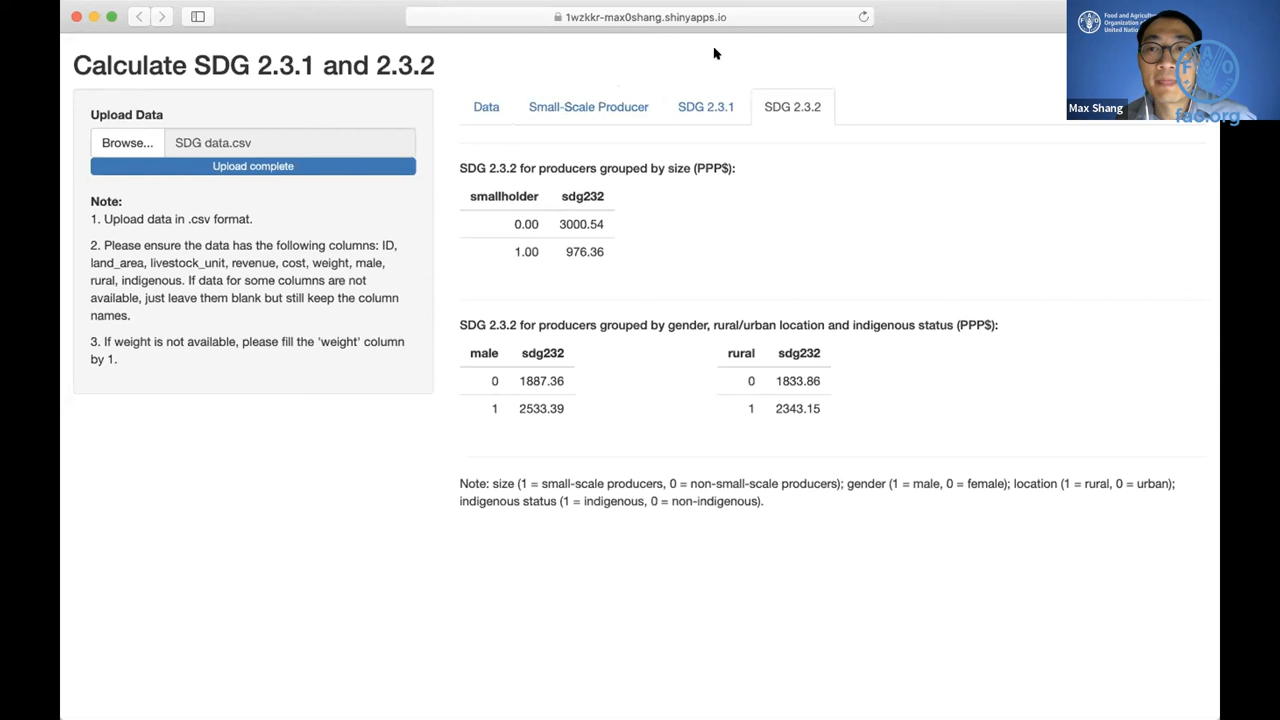 1wzkkr-max0shang.shinyapps.io
Food and Agricu
Organization of
United Nation
FAO
Max Shang
fao.org
Calculate SDG 2.3.1 and 2.3.2
Upload Data
Browse... SDG data.csv
Upload complete
Note:
1. Upload data in .csv format.
2. Please ensure the data has the following columns: ID,
land_area, livestock_unit, revenue, cost, weight, male,
rural, indigenous. If data for some columns are not
available, just leave them blank but still keep the column
names.
3. If weight is not available, please fill the 'weight' column
by 1.
Data Small-Scale Producer SDG 2.3.1 SDG 2.3.2
SDG 2.3.2 for producers grouped by size (PPP$):
smallholder sdg232
0.00 3000.54
1.00 976.36
SDG 2.3.2 for producers grouped by gender, rural/urban location and indigenous status (PPP$):
male sdg232 rural sdg232
0 1887.36 0 1833.86
1 2533.39 1 2343.15
Note: size (1 = small-scale producers, 0 = non-small-scale producers); gender (1 = male, 0 = female); location (1 = rural, 0 = urban);
indigenous status (1 = indigenous, 0 = non-indigenous).